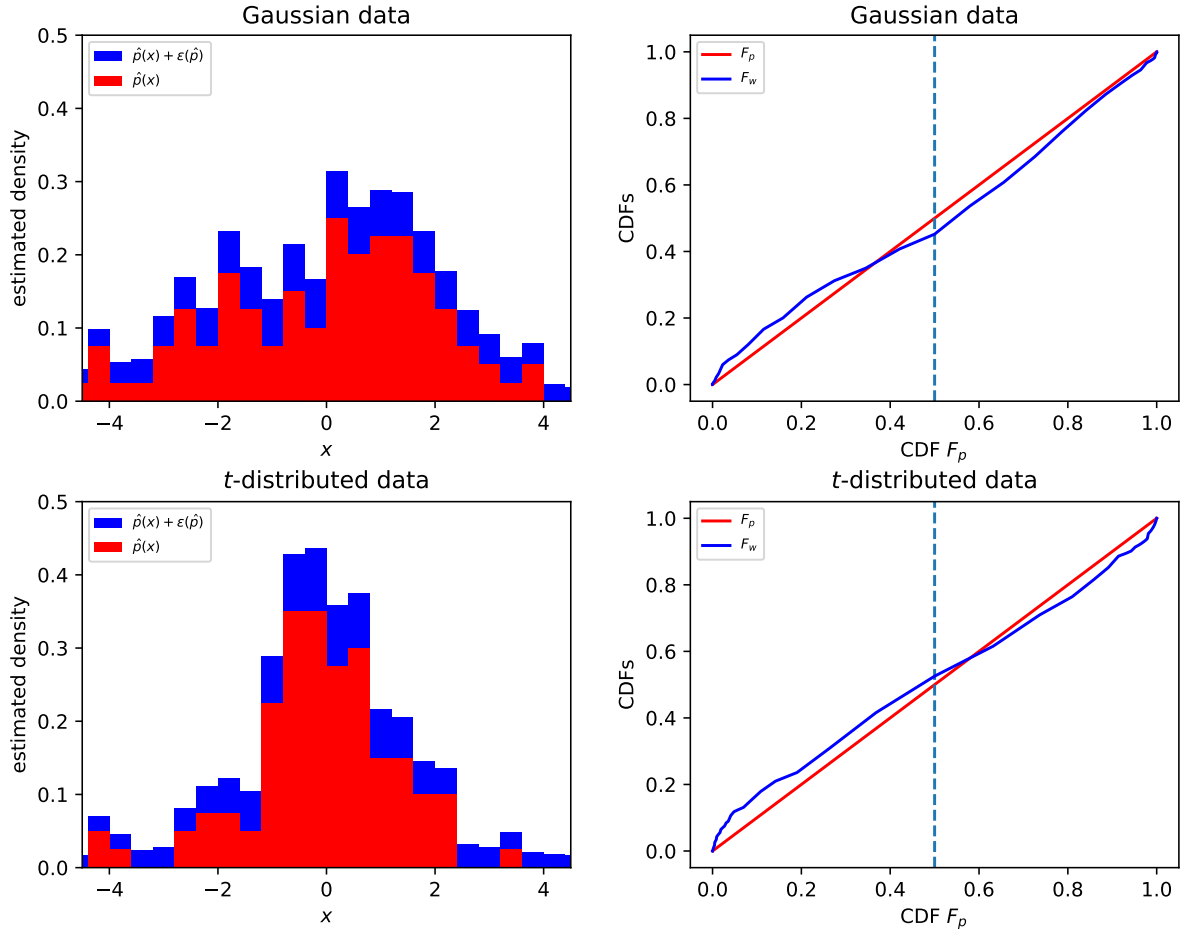 Gaussian data
0.5
0.4
0.3
0.2
0.1
0.0
estimated density
p̂(x) + ε(p̂)
p̂(x)
−4
−2
0
2
4
x
Gaussian data
1.0
0.8
0.6
0.4
0.2
0.0
CDFs
F_p
F_w
0.0
0.2
0.4
0.6
0.8
1.0
CDF F_p
t-distributed data
0.5
0.4
0.3
0.2
0.1
0.0
estimated density
p̂(x) + ε(p̂)
p̂(x)
−4
−2
0
2
4
x
t-distributed data
1.0
0.8
0.6
0.4
0.2
0.0
CDFs
F_p
F_w
0.0
0.2
0.4
0.6
0.8
1.0
CDF F_p